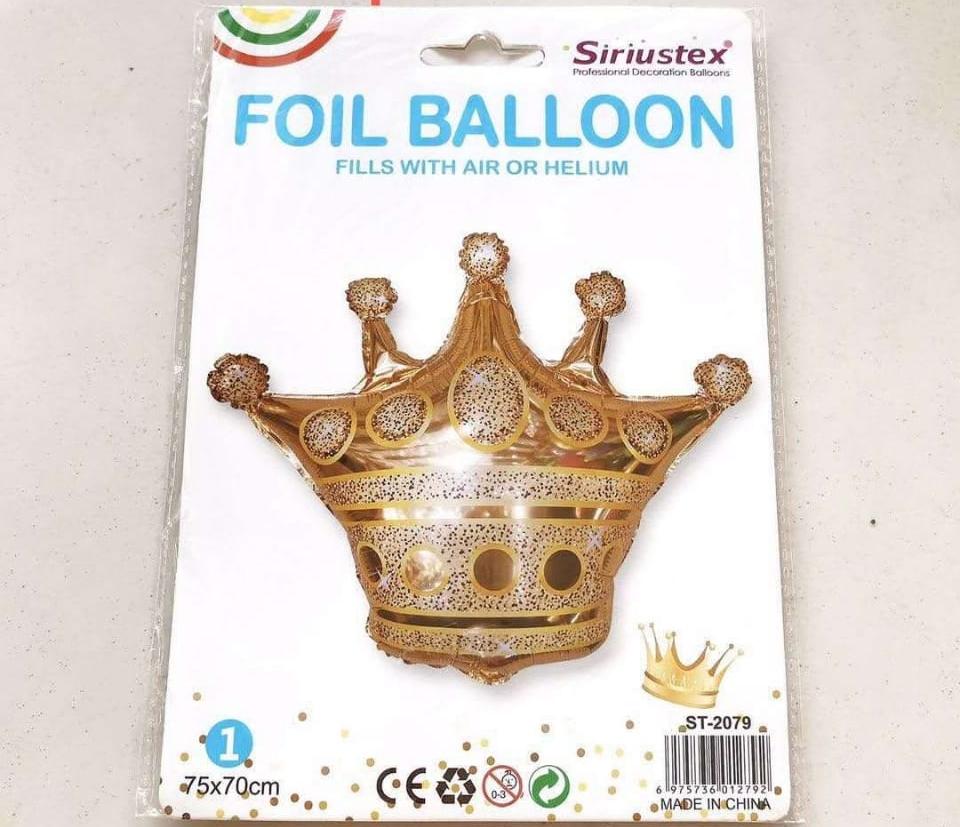 Siriustex
Professional Decoration Balloons
FOIL BALLOON
FILLS WITH AIR OR HELIUM
1
75x70cm
CE
0-3
ST-2079
6 975736 012792
MADE IN CHINA